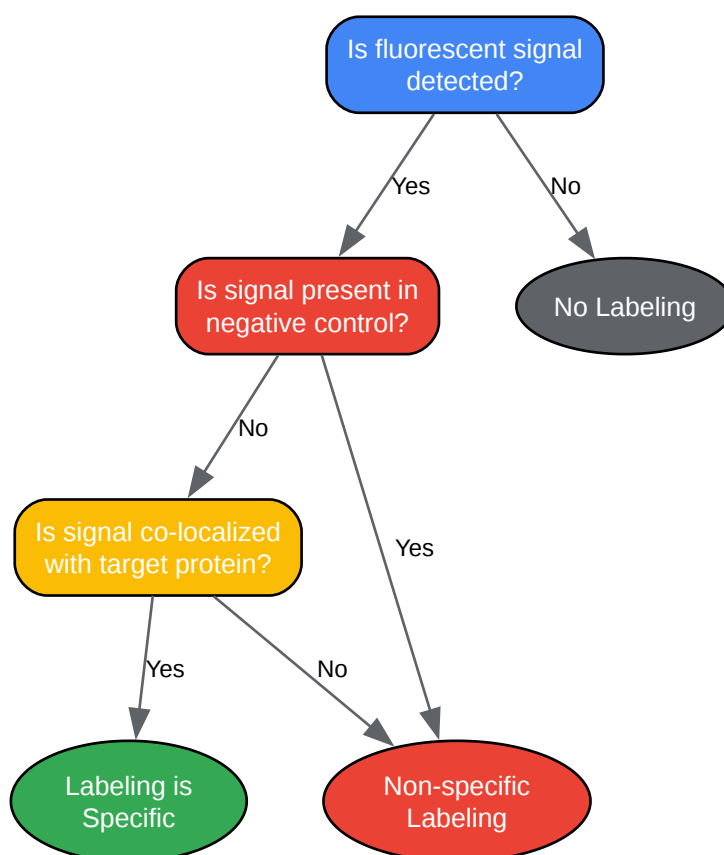 Is fluorescent signal
detected?
Yes
No
Is signal present in
negative control?
No Labeling
No
Is signal co-localized
with target protein?
Yes
Yes
No
Labeling is
Specific
Non-specific
Labeling